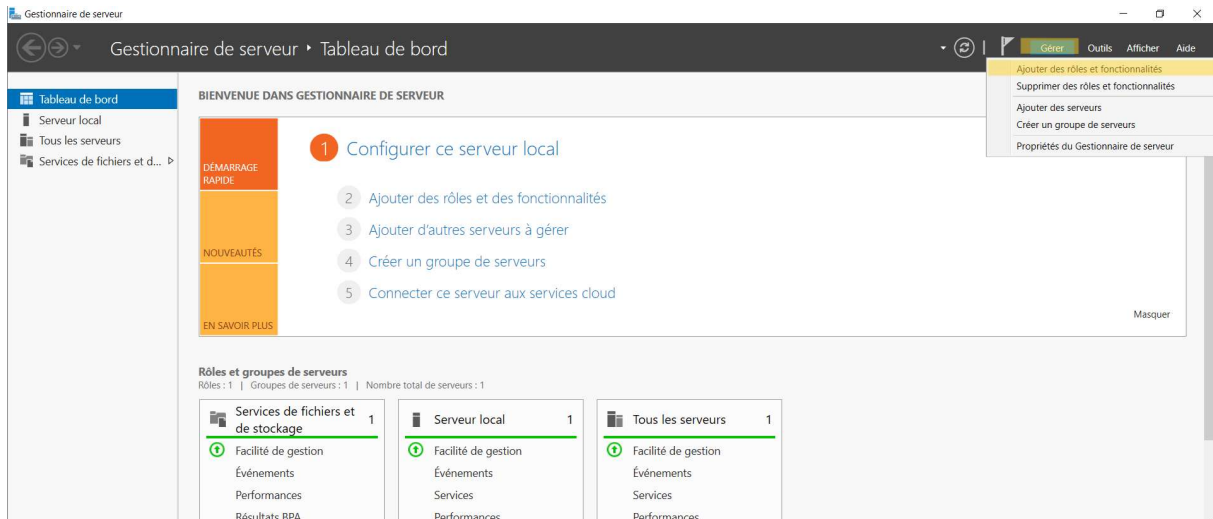 Gestionnaire de serveur
Gestionnaire de serveur ‣ Tableau de bord
Gérer Outils Afficher Aide
Ajouter des rôles et fonctionnalités
Supprimer des rôles et fonctionnalités
Ajouter des serveurs
Créer un groupe de serveurs
Propriétés du Gestionnaire de serveur
Tableau de bord
Serveur local
Tous les serveurs
Services de fichiers et d...
BIENVENUE DANS GESTIONNAIRE DE SERVEUR
DÉMARRAGE
RAPIDE
NOUVEAUTÉS
EN SAVOIR PLUS
1 Configurer ce serveur local
2 Ajouter des rôles et des fonctionnalités
3 Ajouter d'autres serveurs à gérer
4 Créer un groupe de serveurs
5 Connecter ce serveur aux services cloud
Masquer
Rôles et groupes de serveurs
Rôles : 1 | Groupes de serveurs : 1 | Nombre total de serveurs : 1
Services de fichiers et
de stockage 1
Facilité de gestion
Événements
Performances
Résultats BPA
Serveur local 1
Facilité de gestion
Événements
Services
Performances
Tous les serveurs 1
Facilité de gestion
Événements
Services
Performances